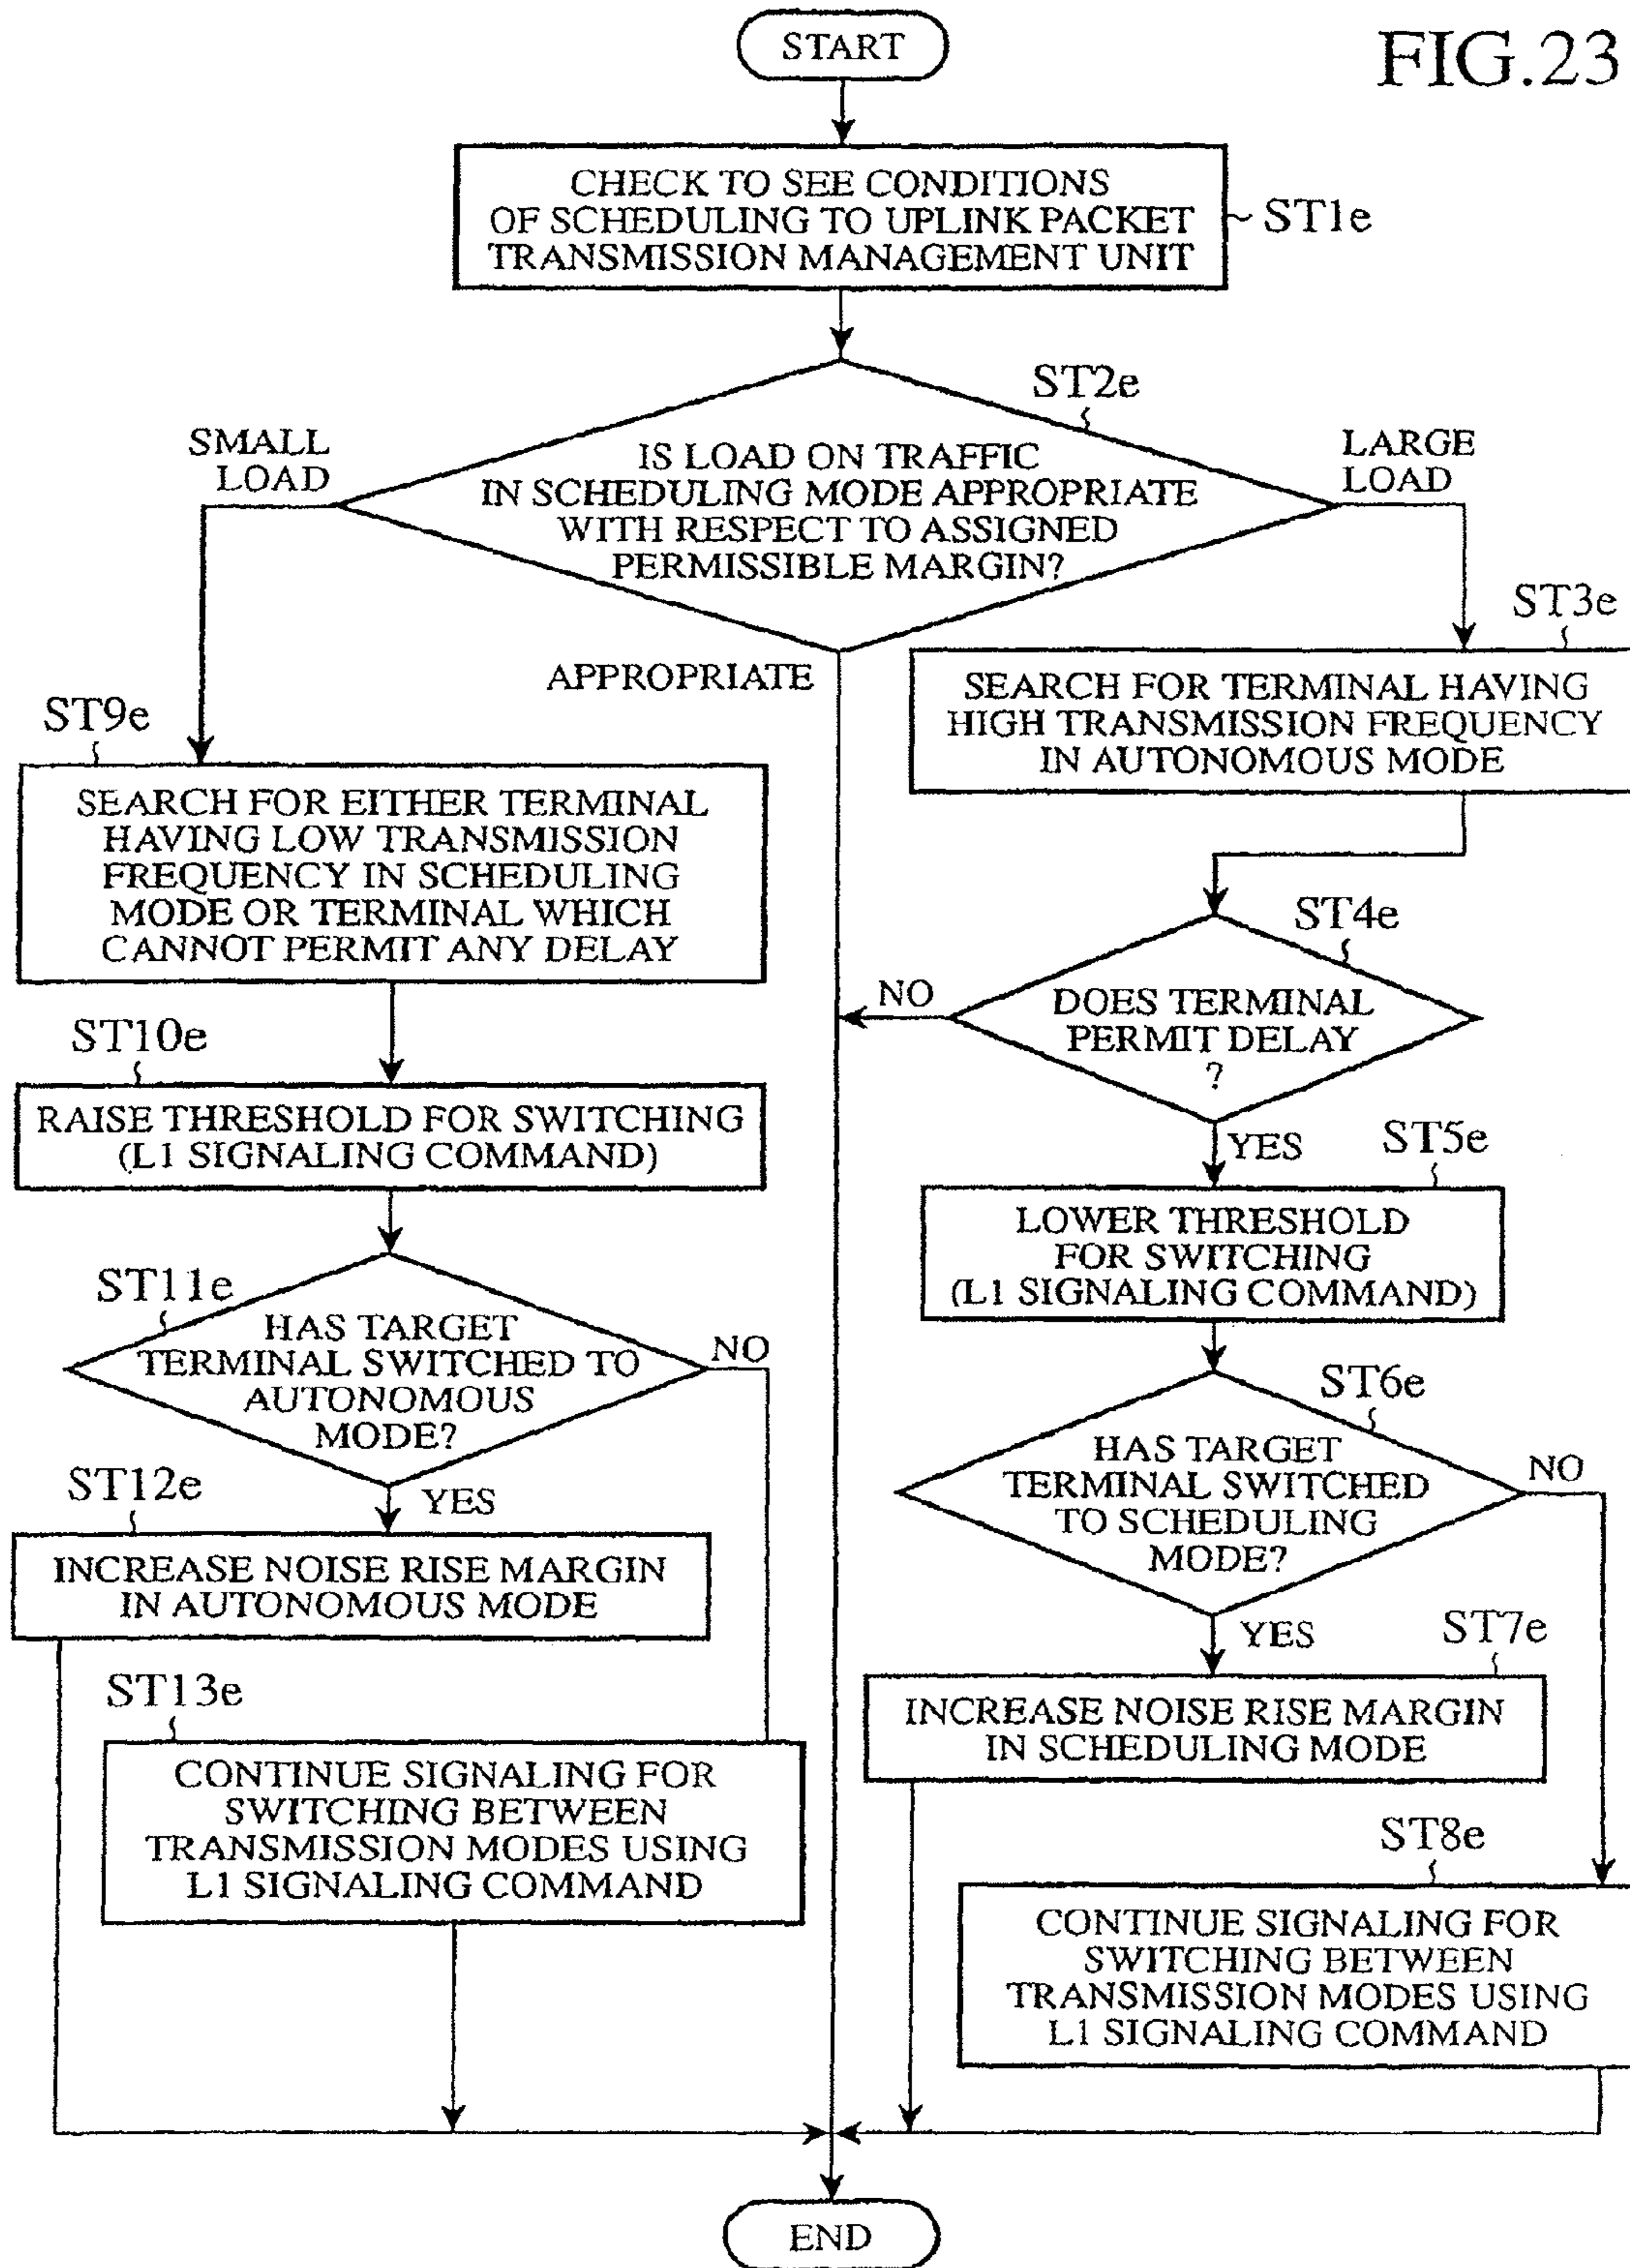 FIG.23
START
CHECK TO SEE CONDITIONS
OF SCHEDULING TO UPLINK PACKET
TRANSMISSION MANAGEMENT UNIT
ST1e
ST2e
SMALL
LOAD
IS LOAD ON TRAFFIC
IN SCHEDULING MODE APPROPRIATE
WITH RESPECT TO ASSIGNED
PERMISSIBLE MARGIN?
LARGE
LOAD
APPROPRIATE
ST3e
SEARCH FOR TERMINAL HAVING
HIGH TRANSMISSION FREQUENCY
IN AUTONOMOUS MODE
ST9e
SEARCH FOR EITHER TERMINAL
HAVING LOW TRANSMISSION
FREQUENCY IN SCHEDULING
MODE OR TERMINAL WHICH
CANNOT PERMIT ANY DELAY
ST4e
NO
DOES TERMINAL
PERMIT DELAY
?
YES
ST10e
RAISE THRESHOLD FOR SWITCHING
(L1 SIGNALING COMMAND)
ST5e
LOWER THRESHOLD
FOR SWITCHING
(L1 SIGNALING COMMAND)
ST11e
HAS TARGET
TERMINAL SWITCHED TO
AUTONOMOUS
MODE?
NO
YES
ST6e
HAS TARGET
TERMINAL SWITCHED
TO SCHEDULING
MODE?
NO
YES
ST12e
INCREASE NOISE RISE MARGIN
IN AUTONOMOUS MODE
ST7e
INCREASE NOISE RISE MARGIN
IN SCHEDULING MODE
ST13e
CONTINUE SIGNALING FOR
SWITCHING BETWEEN
TRANSMISSION MODES USING
L1 SIGNALING COMMAND
ST8e
CONTINUE SIGNALING FOR
SWITCHING BETWEEN
TRANSMISSION MODES USING
L1 SIGNALING COMMAND
END